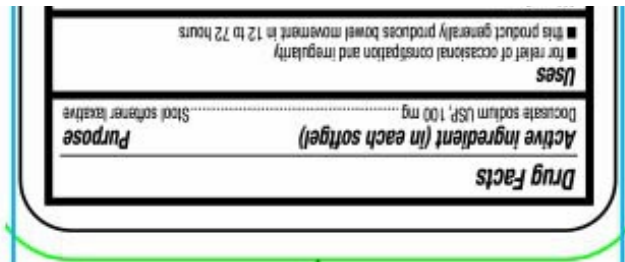 Drug Facts
Active ingredient (in each softgel) Purpose
Docusate sodium USP, 100 mg ............................................ Stool softener laxative
Uses
■ for relief of occasional constipation and irregularity
■ this product generally produces bowel movement in 12 to 72 hours